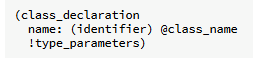 (class_declaration
  name: (identifier) @class_name
  !type_parameters)